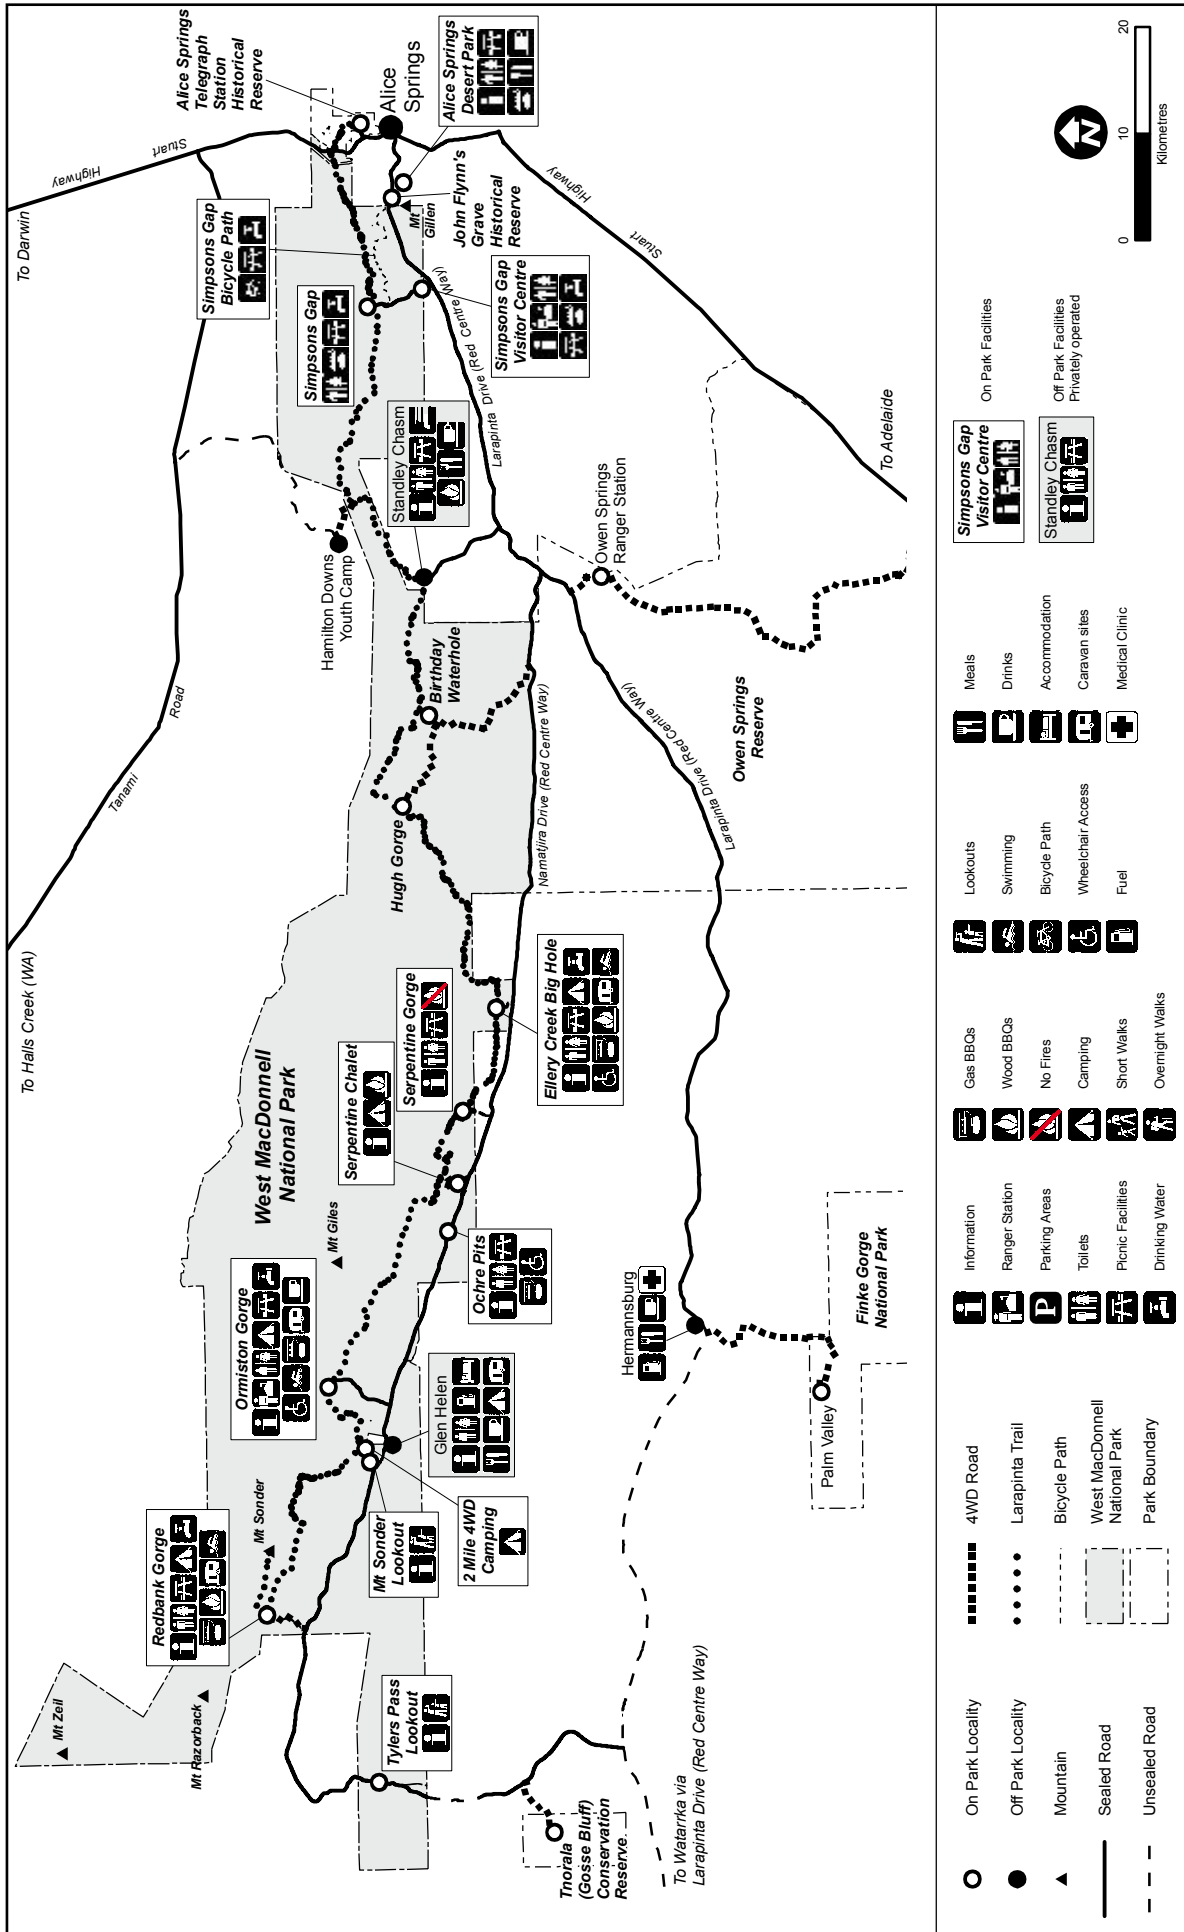 To Halls Creek (WA)
To Darwin
Tanami
Road
Stuart
Highway
Mt Zeil
Mt Razorback
Redbank Gorge
Mt Sonder
Ormiston Gorge
Mt Giles
West MacDonnell
National Park
Serpentine Chalet
Serpentine Gorge
Hugh Gorge
Birthday
Waterhole
Hamilton Downs
Youth Camp
Standley Chasm
Simpsons Gap
Simpsons Gap
Bicycle Path
Alice Springs
Telegraph
Station
Historical
Reserve
Alice
Springs
Alice Springs
Desert Park
Mt
Gillen
John Flynn's
Grave
Historical
Reserve
Simpsons Gap
Visitor Centre
Larapinta Drive (Red Centre Way)
Highway
Stuart
To Adelaide
Owen Springs
Ranger Station
Owen Springs
Reserve
Namatjira Drive (Red Centre Way)
Larapinta Drive (Red Centre Way)
Ellery Creek Big Hole
Ochre Pits
Glen Helen
2 Mile 4WD
Camping
Mt Sonder
Lookout
Tylers Pass
Lookout
Tnorala
(Gosse Bluff)
Conservation
Reserve
To Watarrka via
Larapinta Drive (Red Centre Way)
Hermannsburg
Palm Valley
Finke Gorge
National Park
On Park Locality
Off Park Locality
Mountain
Sealed Road
Unsealed Road
4WD Road
Larapinta Trail
Bicycle Path
West MacDonnell
National Park
Park Boundary
Information
Ranger Station
P
Parking Areas
Toilets
Picnic Facilities
Drinking Water
Gas BBQs
Wood BBQs
No Fires
Camping
Short Walks
Overnight Walks
Lookouts
Swimming
Bicycle Path
Wheelchair Access
Fuel
Meals
Drinks
Accommodation
Caravan sites
Medical Clinic
Simpsons Gap
Visitor Centre
On Park Facilities
Standley Chasm
Off Park Facilities
Privately operated
N
0 10 20
Kilometres